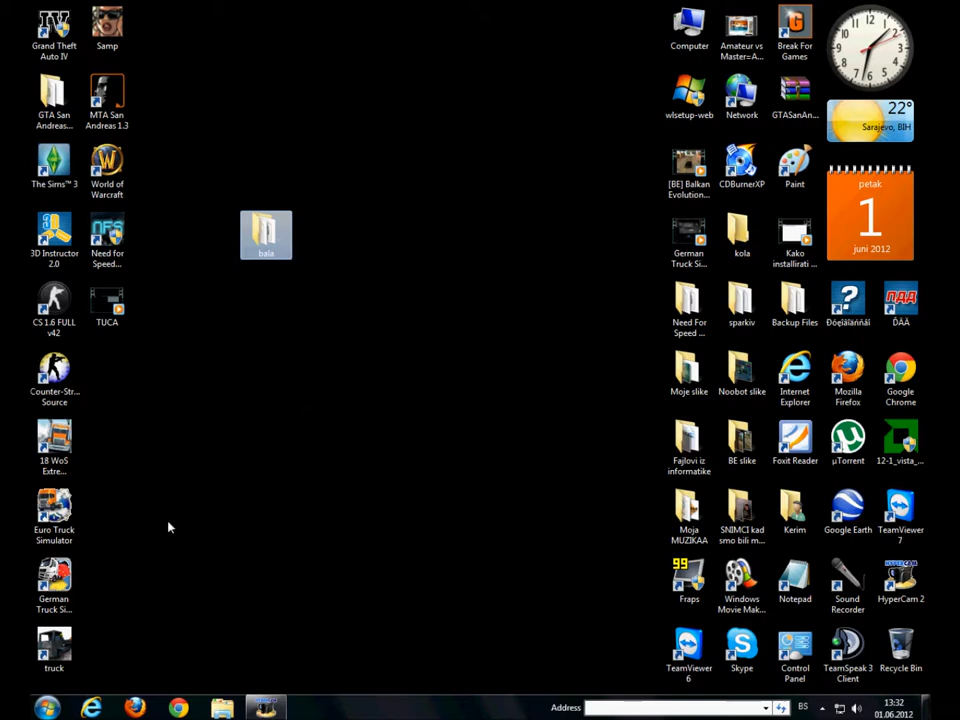 Grand Theft
Auto IV
Samp
GTA San
Andreas...
MTA San
Andreas 1.3
The Sims™ 3
World of
Warcraft
3D Instructor
2.0
Need for
Speed...
CS 1.6 FULL
v42
TUCA
Counter-Str...
Source
18 WoS
Extre...
Euro Truck
Simulator
German
Truck Si...
truck
bala
Computer
Amateur vs
Master=A...
Break For
Games
wlsetup-web
Network
GTASanAn...
[BE] Balkan
Evolution...
CDBurnerXP
Paint
German
Truck Si...
kola
Kako
installirati ...
Need For
Speed ...
sparkiv
Backup Files
Ðóęîâîäńňâî
ĎÄÄ
ПДД
Moje slike
Noobot slike
Internet
Explorer
Mozilla
Firefox
Google
Chrome
Fajlovi iz
informatike
BE slike
Foxit Reader
µTorrent
12-1_vista_...
Moja
MUZIKAA
SNIMCI kad
smo bili m...
Kerim
Google Earth
TeamViewer
7
99
Fraps
Windows
Movie Mak...
Notepad
Sound
Recorder
HyperCam 2
TeamViewer
6
Skype
Control
Panel
TeamSpeak 3
Client
Recycle Bin
22°
Sarajevo, BIH
petak
1
juni 2012
Address
BS
13:32
01.06.2012